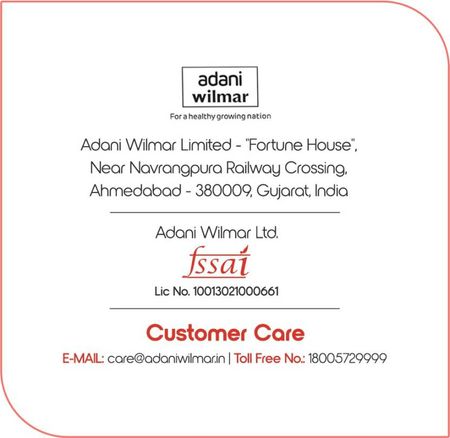 adani
wilmar
For a healthy growing nation
Adani Wilmar Limited - "Fortune House",
Near Navrangpura Railway Crossing,
Ahmedabad - 380009, Gujarat, India
Adani Wilmar Ltd.
fssai
Lic No. 10013021000661
Customer Care
E-MAIL: care@adaniwilmar.in | Toll Free No.: 18005729999